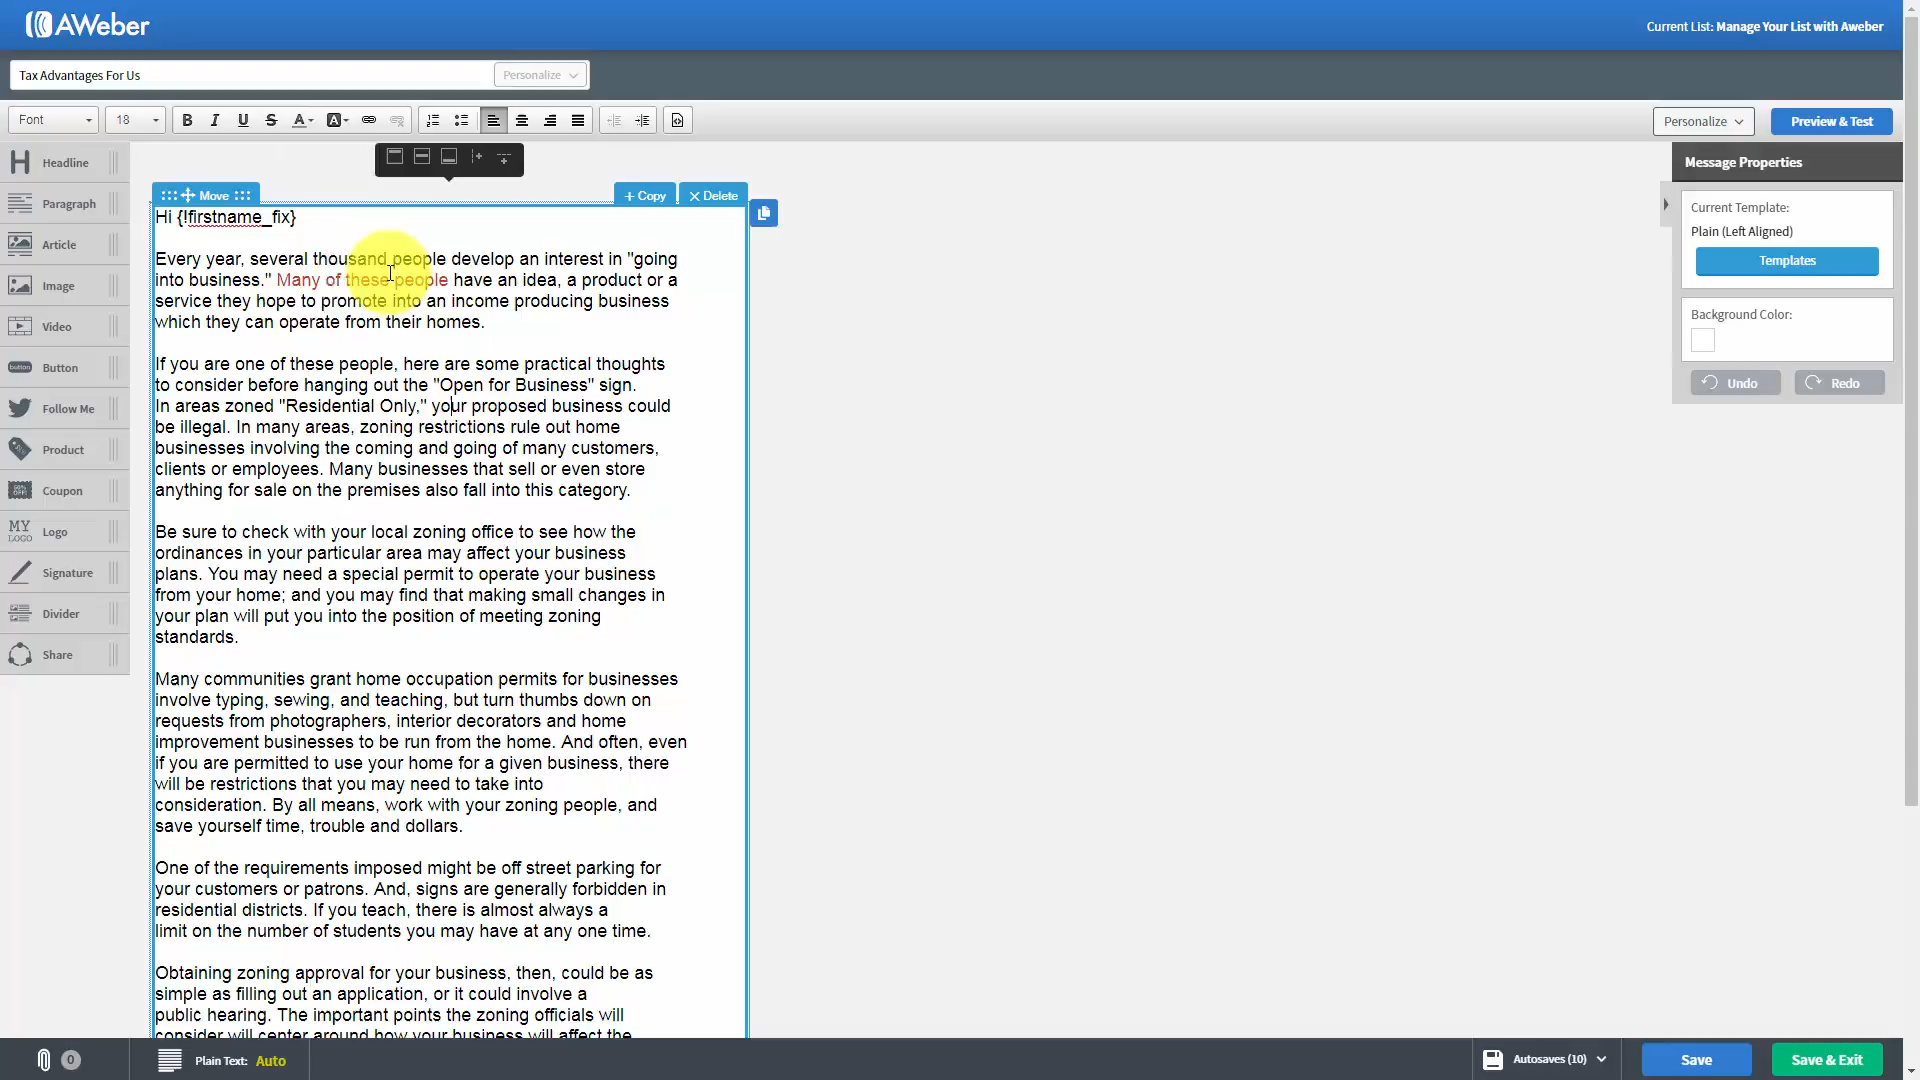 AWeber
Current List: Manage Your List with Aweber
Tax Advantages For Us
Personalize
Font
18
B I U S A A
Personalize
Preview & Test
Headline
Paragraph
Article
Image
Video
Button
Follow Me
Product
Coupon
MY LOGO Logo
Signature
Divider
Share
Move
+ Copy
Delete
Hi {!firstname_fix}
Every year, several thousand people develop an interest in "going
into business." Many of these people have an idea, a product or a
service they hope to promote into an income producing business
which they can operate from their homes.
If you are one of these people, here are some practical thoughts
to consider before hanging out the "Open for Business" sign.
In areas zoned "Residential Only," your proposed business could
be illegal. In many areas, zoning restrictions rule out home
businesses involving the coming and going of many customers,
clients or employees. Many businesses that sell or even store
anything for sale on the premises also fall into this category.
Be sure to check with your local zoning office to see how the
ordinances in your particular area may affect your business
plans. You may need a special permit to operate your business
from your home; and you may find that making small changes in
your plan will put you into the position of meeting zoning
standards.
Many communities grant home occupation permits for businesses
involve typing, sewing, and teaching, but turn thumbs down on
requests from photographers, interior decorators and home
improvement businesses to be run from the home. And often, even
if you are permitted to use your home for a given business, there
will be restrictions that you may need to take into
consideration. By all means, work with your zoning people, and
save yourself time, trouble and dollars.
One of the requirements imposed might be off street parking for
your customers or patrons. And, signs are generally forbidden in
residential districts. If you teach, there is almost always a
limit on the number of students you may have at any one time.
Obtaining zoning approval for your business, then, could be as
simple as filling out an application, or it could involve a
public hearing. The important points the zoning officials will
consider will center around how your business will affect the
Message Properties
Current Template:
Plain (Left Aligned)
Templates
Background Color:
Undo
Redo
0
Plain Text: Auto
Autosaves (10)
Save
Save & Exit